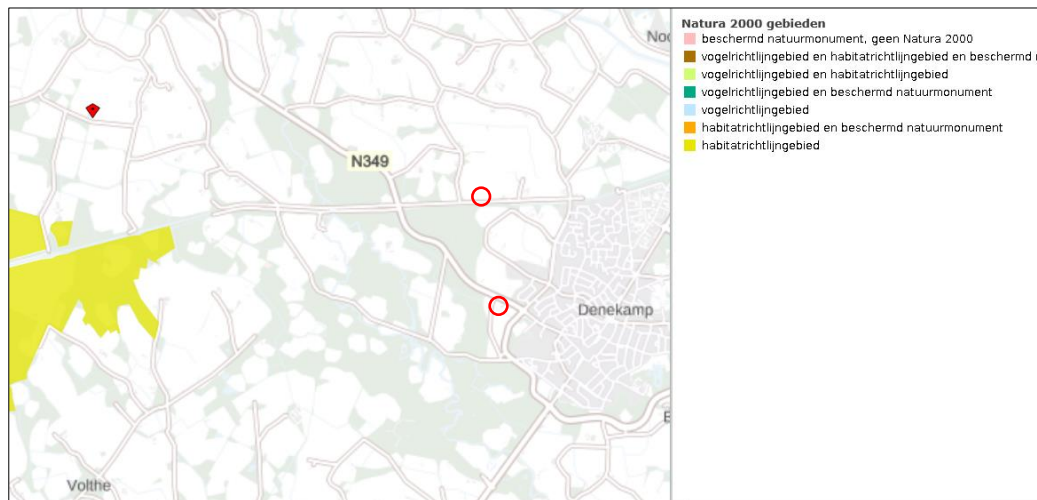 Natura 2000 gebieden
beschermd natuurmonument, geen Natura 2000
vogelrichtlijngebied en habitatrichtlijngebied en beschermd
vogelrichtlijngebied en habitatrichtlijngebied
vogelrichtlijngebied en beschermd natuurmonument
vogelrichtlijngebied
habitatrichtlijngebied en beschermd natuurmonument
habitatrichtlijngebied
N349
Denekamp
Volthe